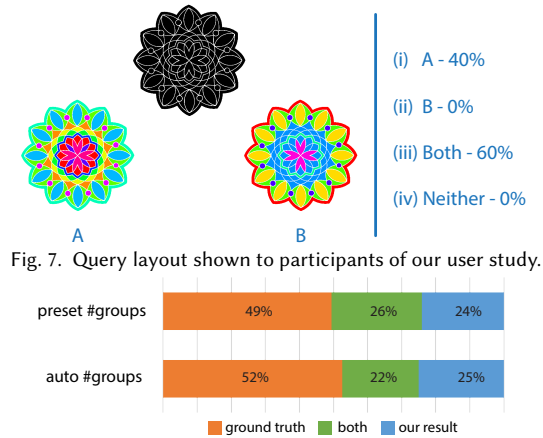 (i) A - 40%
(ii) B - 0%
(iii) Both - 60%
(iv) Neither - 0%
A
B
Fig. 7. Query layout shown to participants of our user study.
preset #groups
49%
26%
24%
auto #groups
52%
22%
25%
ground truth
both
our result